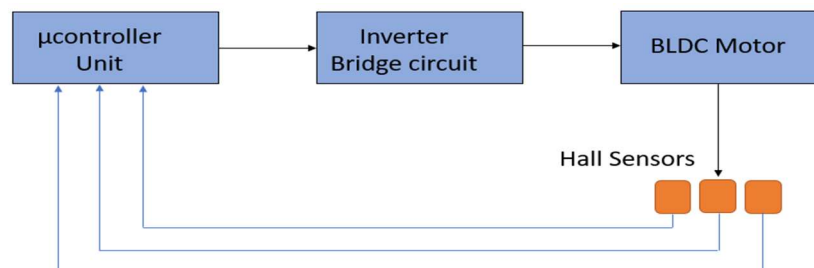 μcontroller
Unit
Inverter
Bridge circuit
BLDC Motor
Hall Sensors